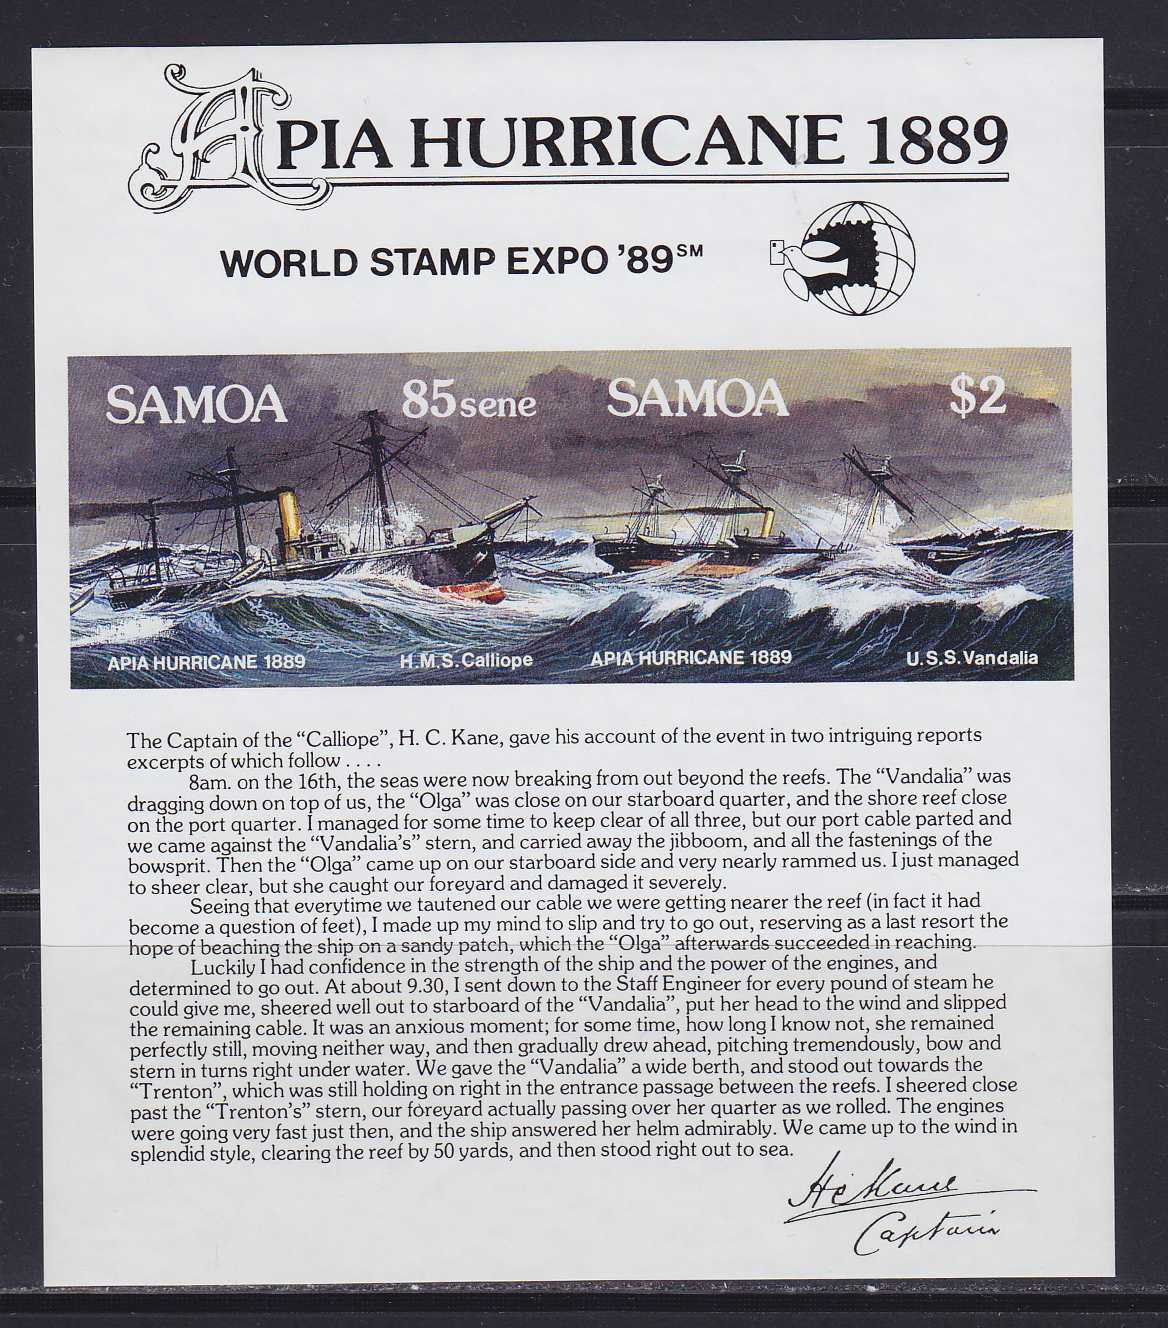 APIA HURRICANE 1889
WORLD STAMP EXPO '89 SM
SAMOA 85 sene SAMOA $2
APIA HURRICANE 1889 H.M.S. Calliope APIA HURRICANE 1889 U.S.S. Vandalia
The Captain of the “Calliope”, H. C. Kane, gave his account of the event in two intriguing reports
excerpts of which follow . . . .
8am. on the 16th, the seas were now breaking from out beyond the reefs. The “Vandalia” was
dragging down on top of us, the “Olga” was close on our starboard quarter, and the shore reef close
on the port quarter. I managed for some time to keep clear of all three, but our port cable parted and
we came against the “Vandalia’s” stern, and carried away the jibboom, and all the fastenings of the
bowsprit. Then the “Olga” came up on our starboard side and very nearly rammed us. I just managed
to sheer clear, but she caught our foreyard and damaged it severely.
Seeing that everytime we tautened our cable we were getting nearer the reef (in fact it had
become a question of feet), I made up my mind to slip and try to go out, reserving as a last resort the
hope of beaching the ship on a sandy patch, which the “Olga” afterwards succeeded in reaching.
Luckily I had confidence in the strength of the ship and the power of the engines, and
determined to go out. At about 9.30, I sent down to the Staff Engineer for every pound of steam he
could give me, sheered well out to starboard of the “Vandalia”, put her head to the wind and slipped
the remaining cable. It was an anxious moment; for some time, how long I know not, she remained
perfectly still, moving neither way, and then gradually drew ahead, pitching tremendously, bow and
stern in turns right under water. We gave the “Vandalia” a wide berth, and stood out towards the
“Trenton”, which was still holding on right in the entrance passage between the reefs. I sheered close
past the “Trenton’s” stern, our foreyard actually passing over her quarter as we rolled. The engines
were going very fast just then, and the ship answered her helm admirably. We came up to the wind in
splendid style, clearing the reef by 50 yards, and then stood right out to sea.
H C Kane
Captain